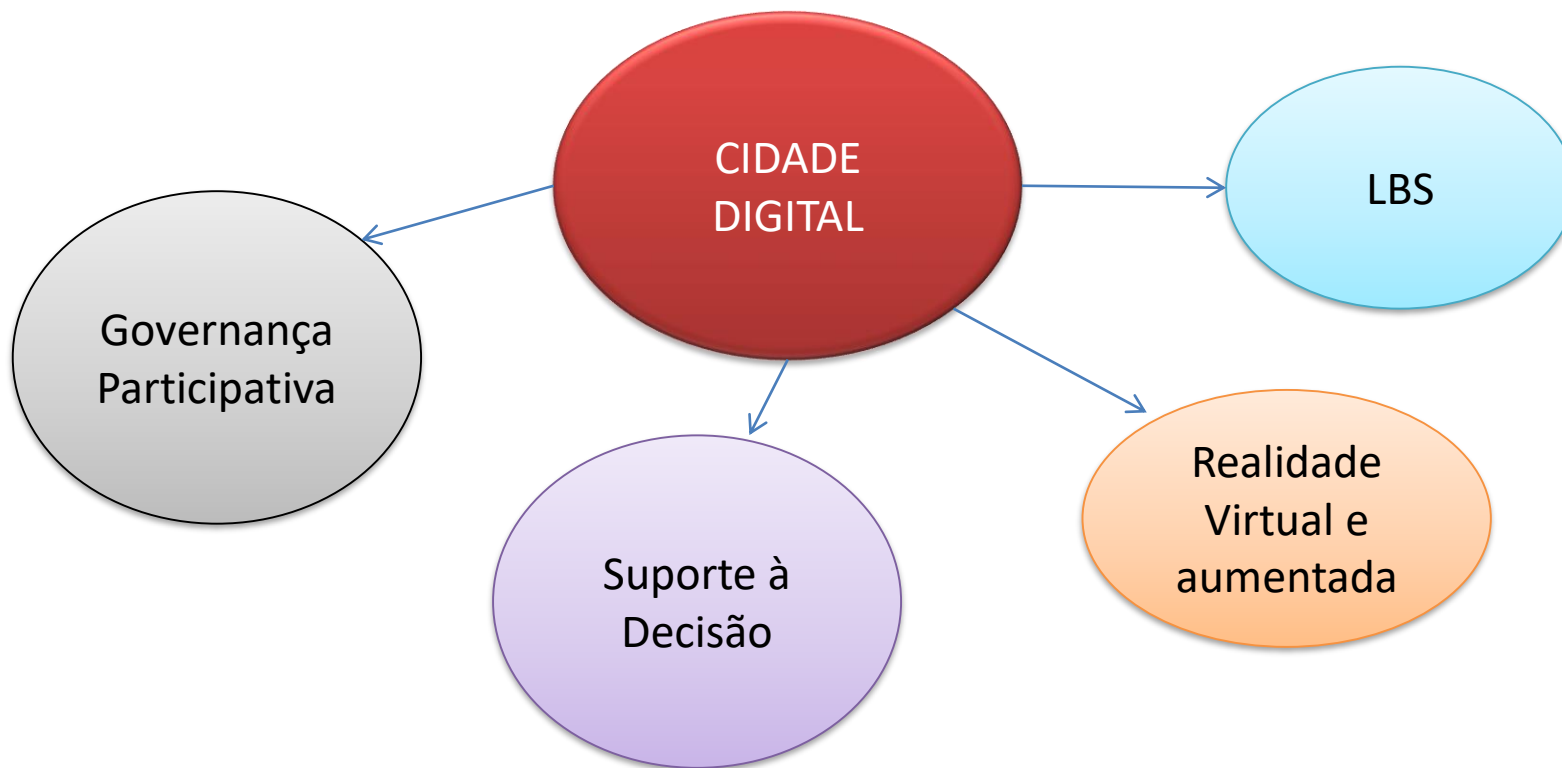 CIDADE
DIGITAL
LBS
Governança
Participativa
Suporte à
Decisão
Realidade
Virtual e
aumentada